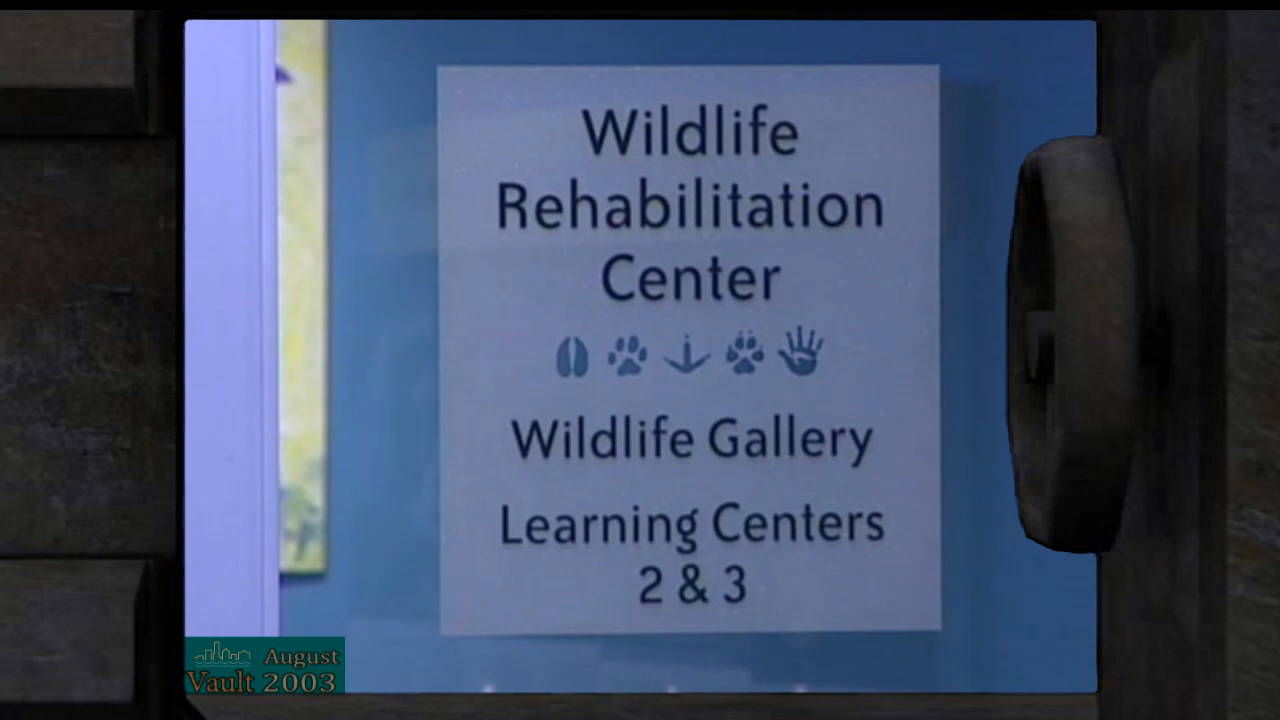 Wildlife
Rehabilitation
Center
Wildlife Gallery
Learning Centers
2 & 3
August
Vault 2003